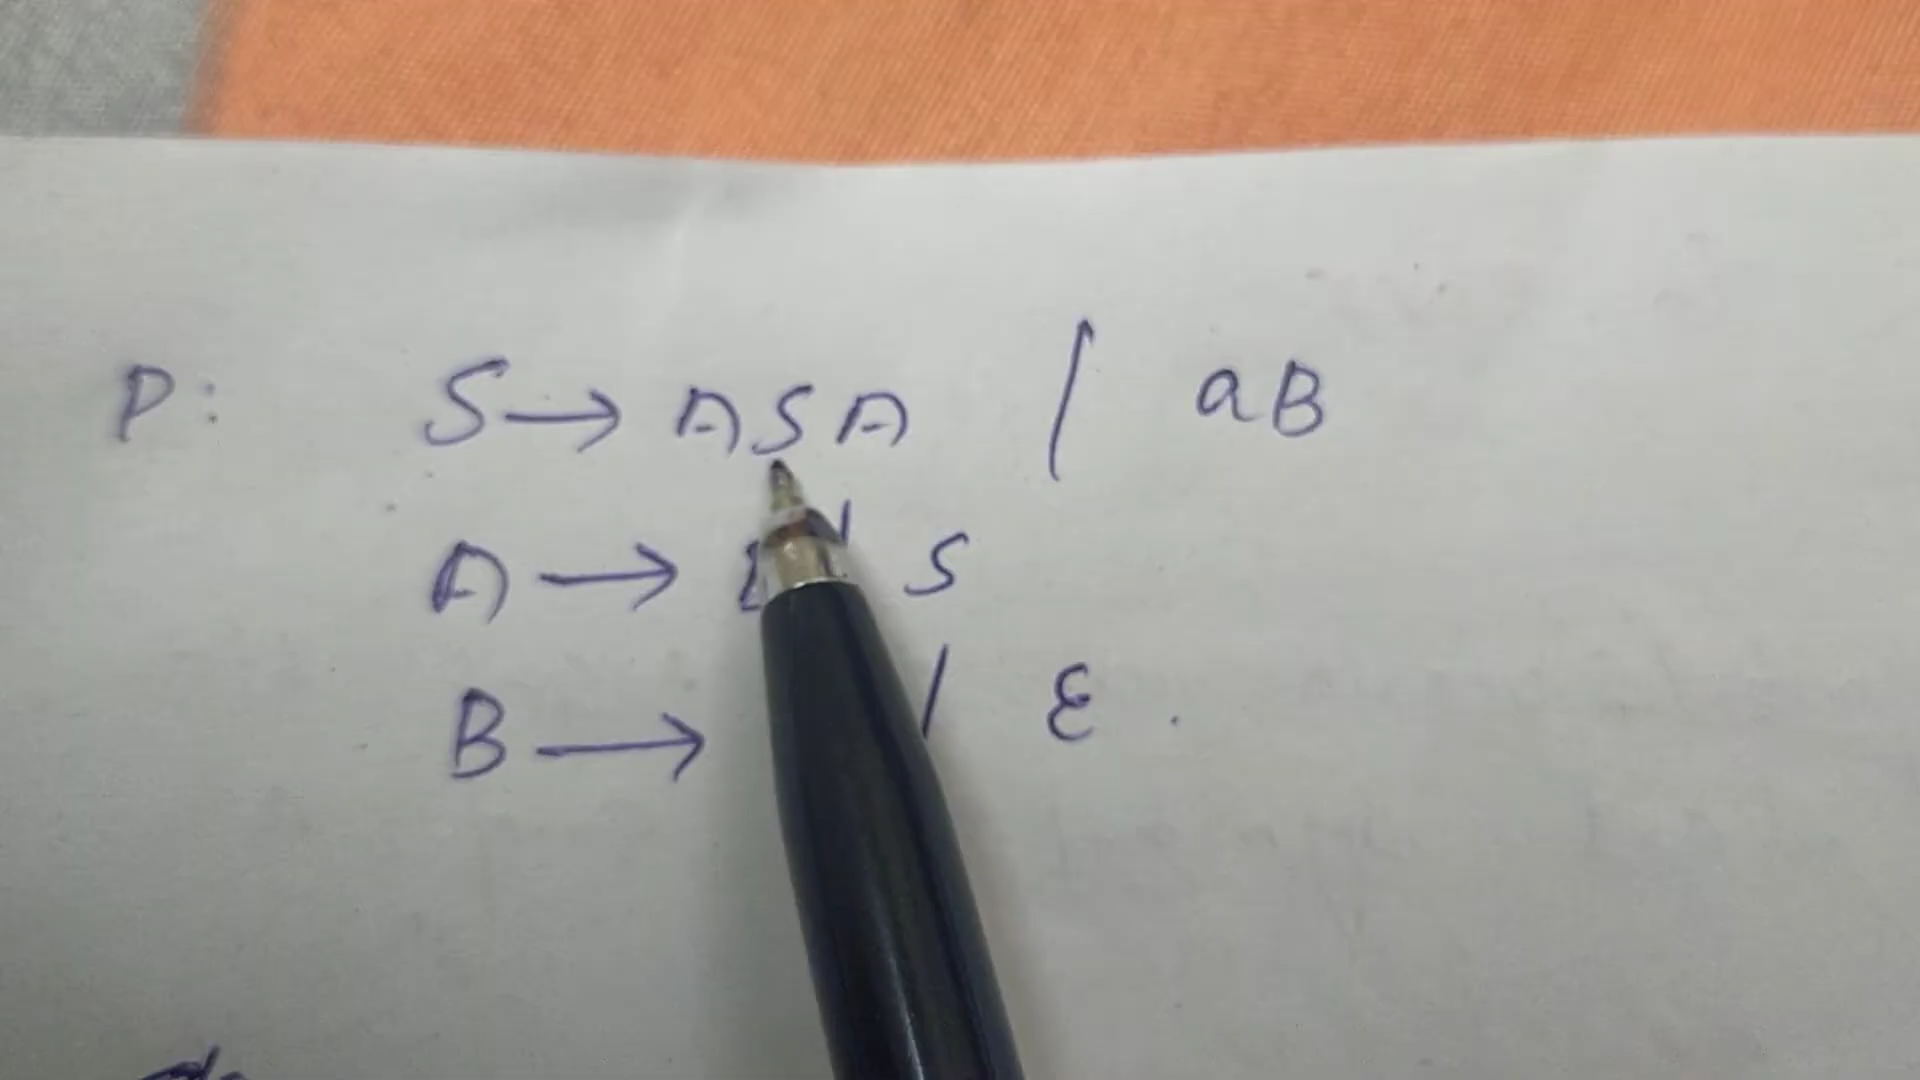 P: S → ASA / aB
A → / S
B → / ε .